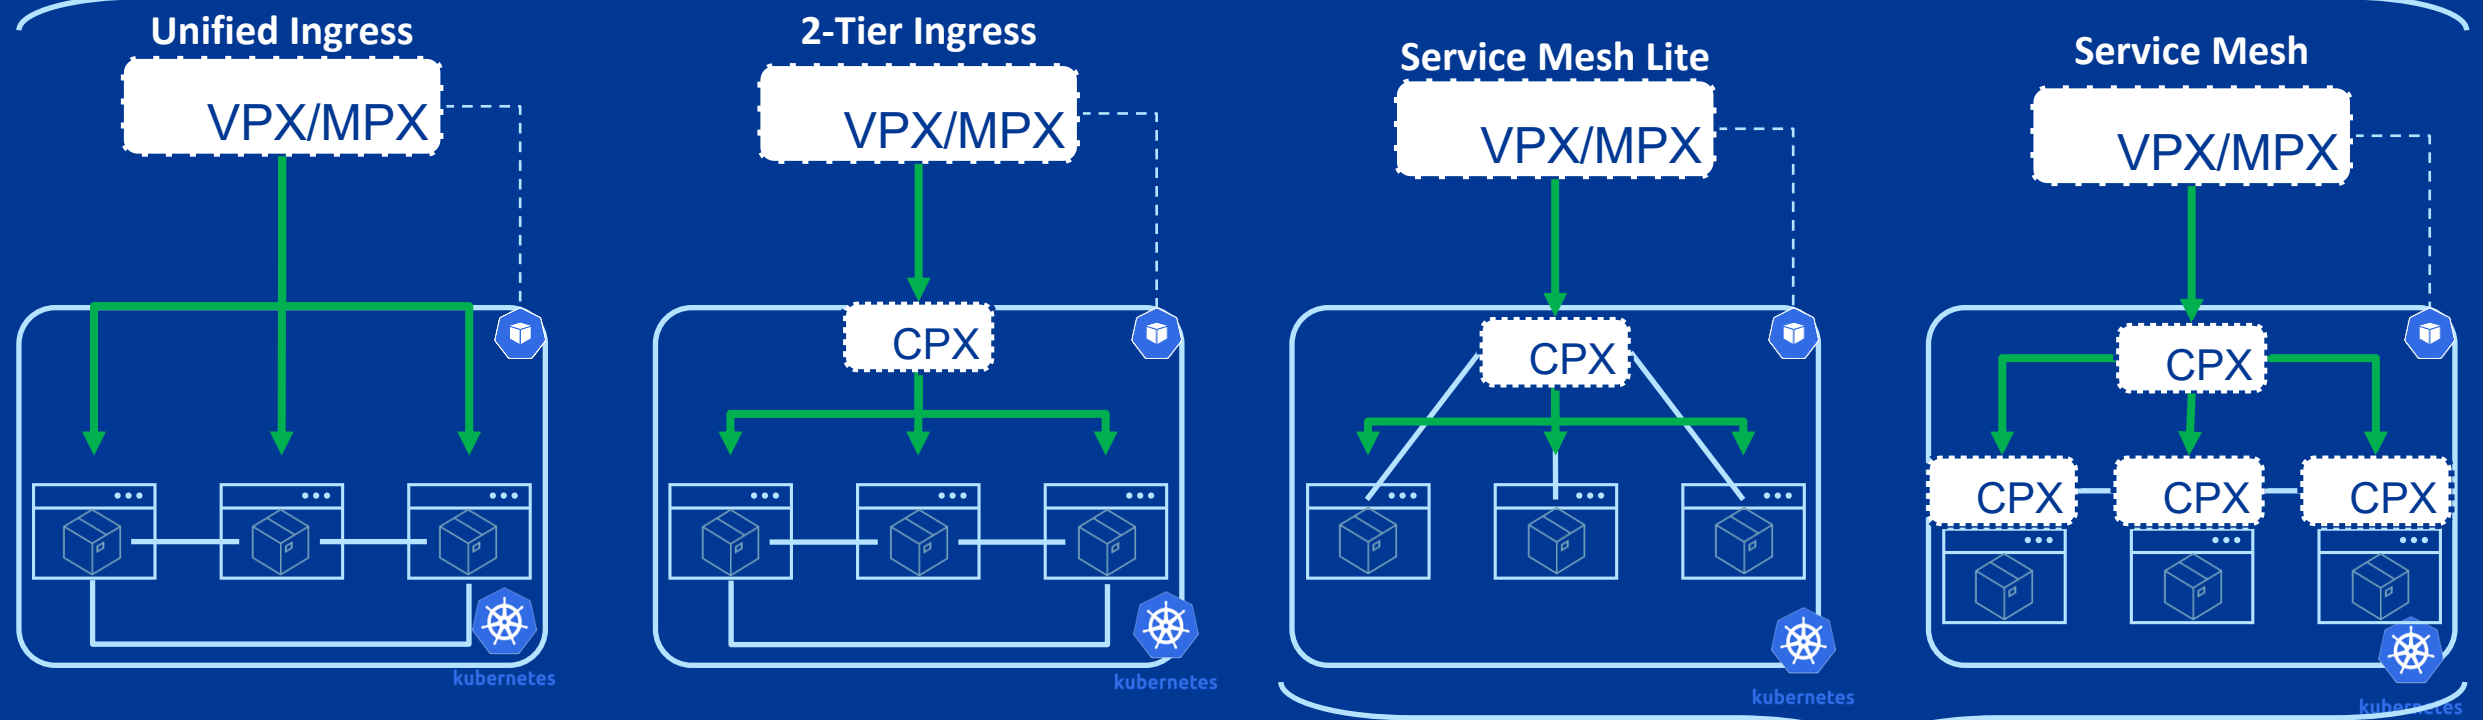 Unified Ingress
VPX/MPX
kubernetes
2-Tier Ingress
VPX/MPX
CPX
kubernetes
Service Mesh Lite
VPX/MPX
CPX
kubernetes
Service Mesh
VPX/MPX
CPX
CPX
CPX
CPX
kubernetes